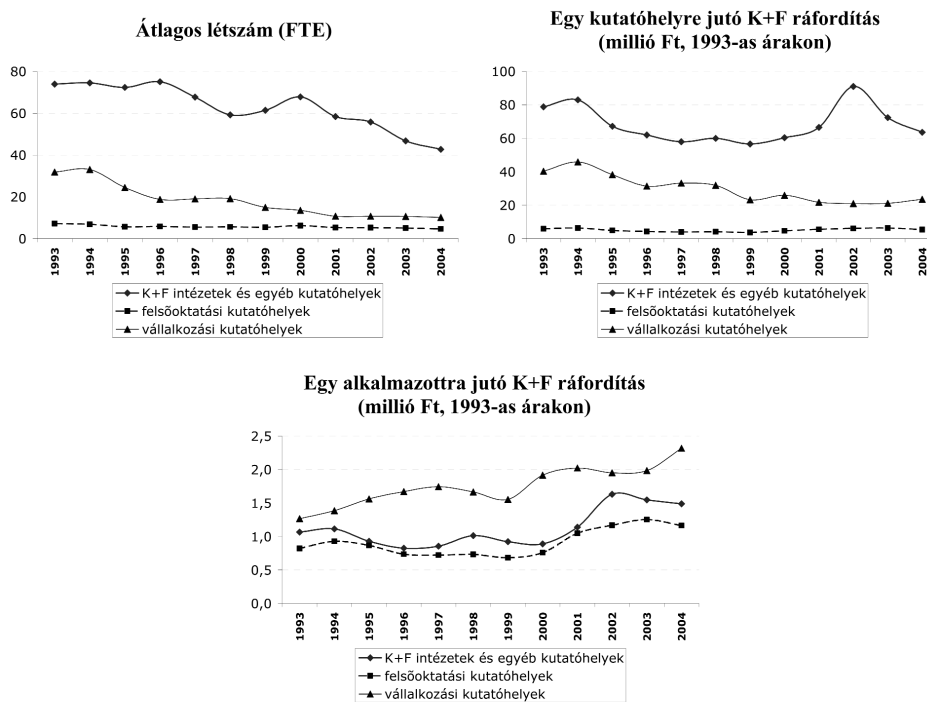 Átlagos létszám (FTE)
80
60
40
20
0
1993 1994 1995 1996 1997 1998 1999 2000 2001 2002 2003 2004
K+F intézetek és egyéb kutatóhelyek
felsõoktatási kutatóhelyek
vállalkozási kutatóhelyek
Egy kutatóhelyre jutó K+F ráfordítás
(millió Ft, 1993-as árakon)
100
80
60
40
20
0
1993 1994 1995 1996 1997 1998 1999 2000 2001 2002 2003 2004
K+F intézetek és egyéb kutatóhelyek
felsõoktatási kutatóhelyek
vállalkozási kutatóhelyek
Egy alkalmazottra jutó K+F ráfordítás
(millió Ft, 1993-as árakon)
2,5
2,0
1,5
1,0
0,5
0,0
1993 1994 1995 1996 1997 1998 1999 2000 2001 2002 2003 2004
K+F intézetek és egyéb kutatóhelyek
felsõoktatási kutatóhelyek
vállalkozási kutatóhelyek